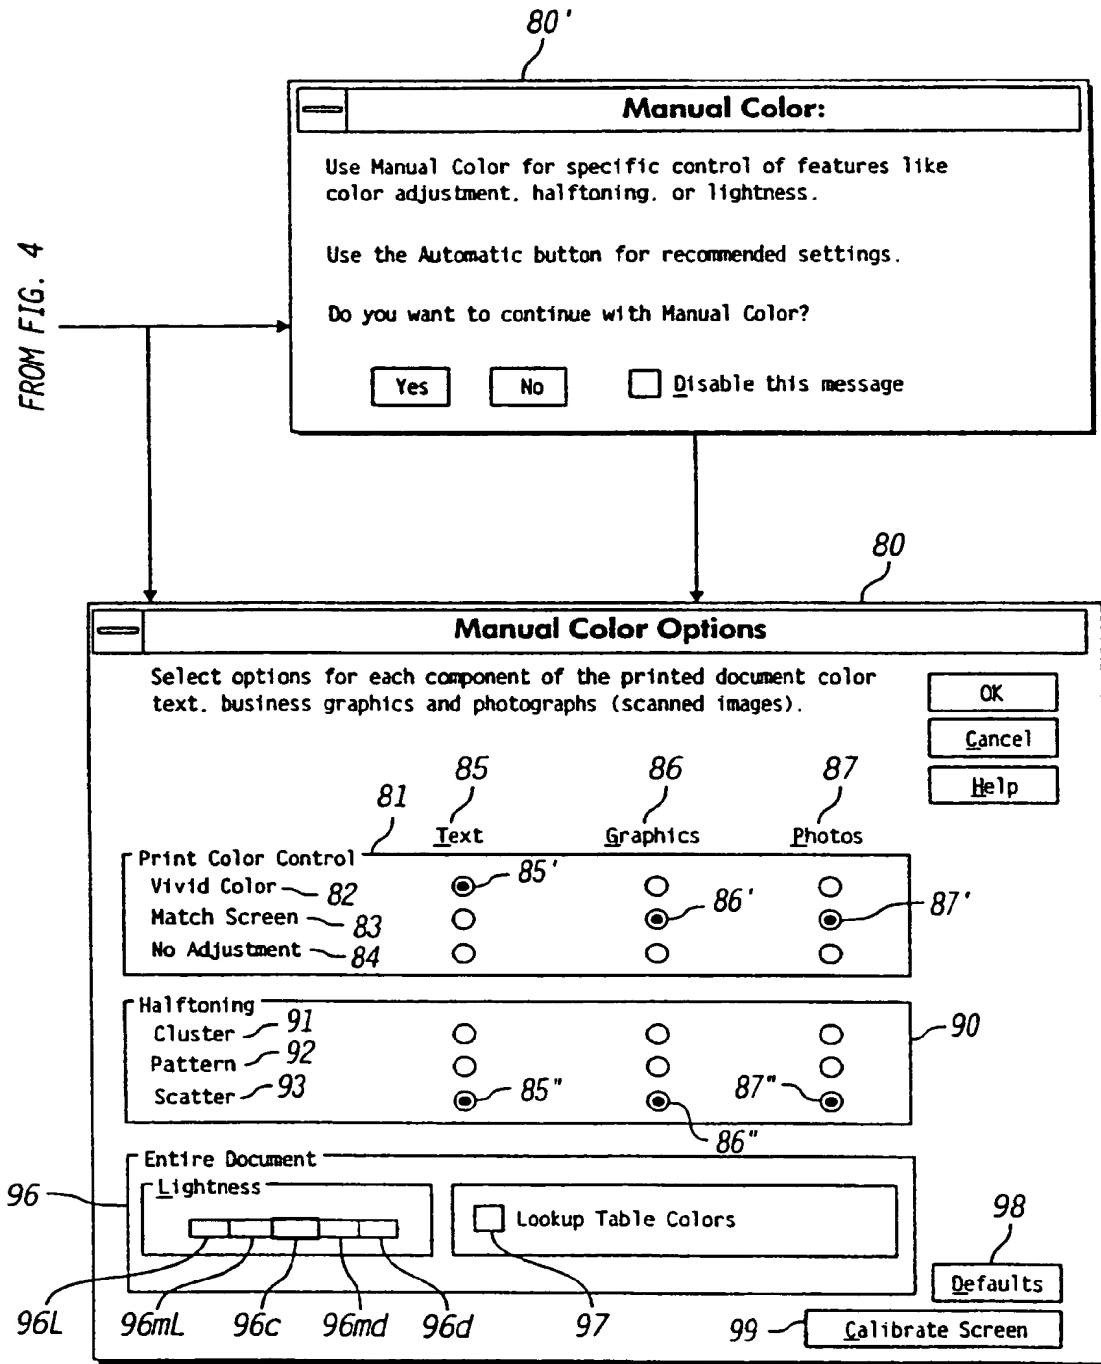 80'
Manual Color:
Use Manual Color for specific control of features like
color adjustment, halftoning, or lightness.
Use the Automatic button for recommended settings.
Do you want to continue with Manual Color?
Yes No Disable this message
FROM FIG. 4
80
Manual Color Options
Select options for each component of the printed document color
text, business graphics and photographs (scanned images).
OK
Cancel
Help
85 86 87
81
Text Graphics Photos
Print Color Control
Vivid Color 82 85'
Match Screen 83 86' 87'
No Adjustment 84
Halftoning
Cluster 91 90
Pattern 92
Scatter 93 85" 87"
86"
Entire Document
96 Lightness
Lookup Table Colors
98
Defaults
96L 96mL 96c 96md 96d 97
99 Calibrate Screen